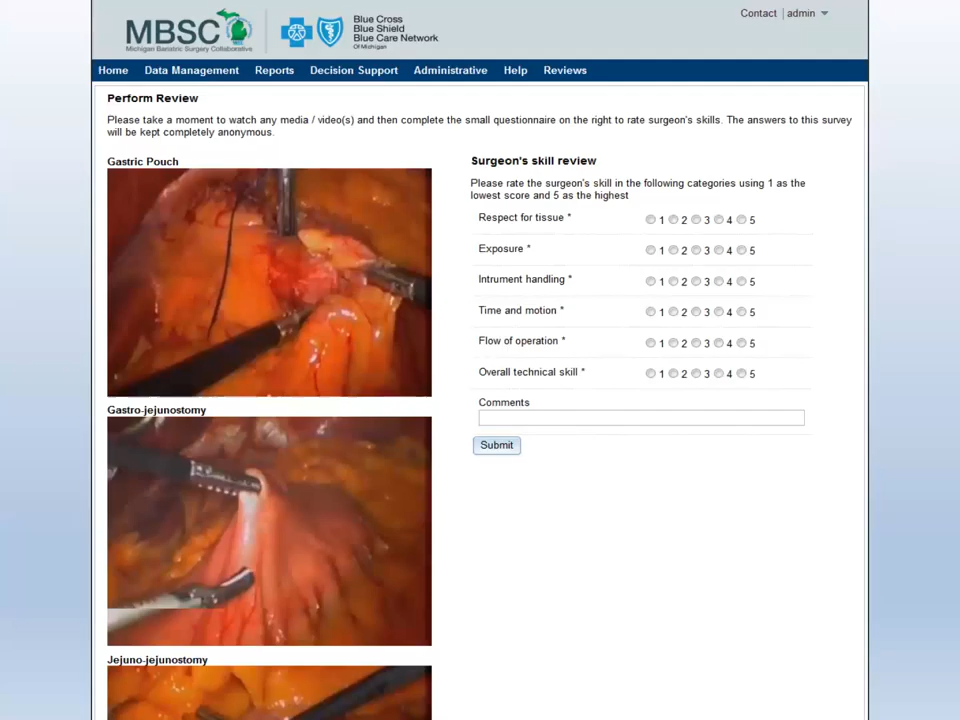 MBSC
Michigan Bariatric Surgery Collaborative
Blue Cross
Blue Shield
Blue Care Network
Of Michigan
Contact admin
Home Data Management Reports Decision Support Administrative Help Reviews
Perform Review
Please take a moment to watch any media / video(s) and then complete the small questionnaire on the right to rate surgeon's skills. The answers to this survey
will be kept completely anonymous.
Gastric Pouch
Surgeon's skill review
Please rate the surgeon's skill in the following categories using 1 as the
lowest score and 5 as the highest
Respect for tissue * 1 2 3 4 5
Exposure * 1 2 3 4 5
Intrument handling * 1 2 3 4 5
Time and motion * 1 2 3 4 5
Flow of operation * 1 2 3 4 5
Overall technical skill * 1 2 3 4 5
Comments
Submit
Gastro-jejunostomy
Jejuno-jejunostomy